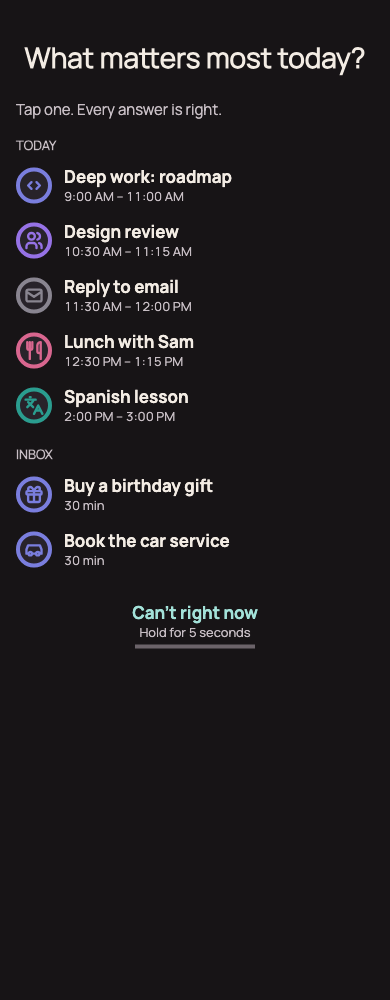 What matters most today?
Tap one. Every answer is right.
TODAY
Deep work: roadmap
9:00 AM – 11:00 AM
Design review
10:30 AM – 11:15 AM
Reply to email
11:30 AM – 12:00 PM
Lunch with Sam
12:30 PM – 1:15 PM
Spanish lesson
2:00 PM – 3:00 PM
INBOX
Buy a birthday gift
30 min
Book the car service
30 min
Can't right now
Hold for 5 seconds